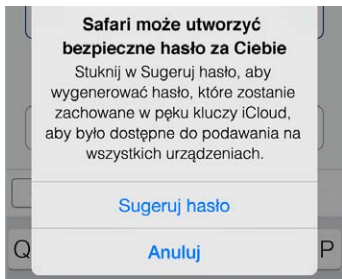 Safari może utworzyć
bezpieczne hasło za Ciebie
Stuknij w Sugeruj hasło, aby
wygenerować hasło, które zostanie
zachowane w pęku kluczy iCloud,
aby było dostępne do podawania na
wszystkich urządzeniach.
Sugeruj hasło
Anuluj
Q P